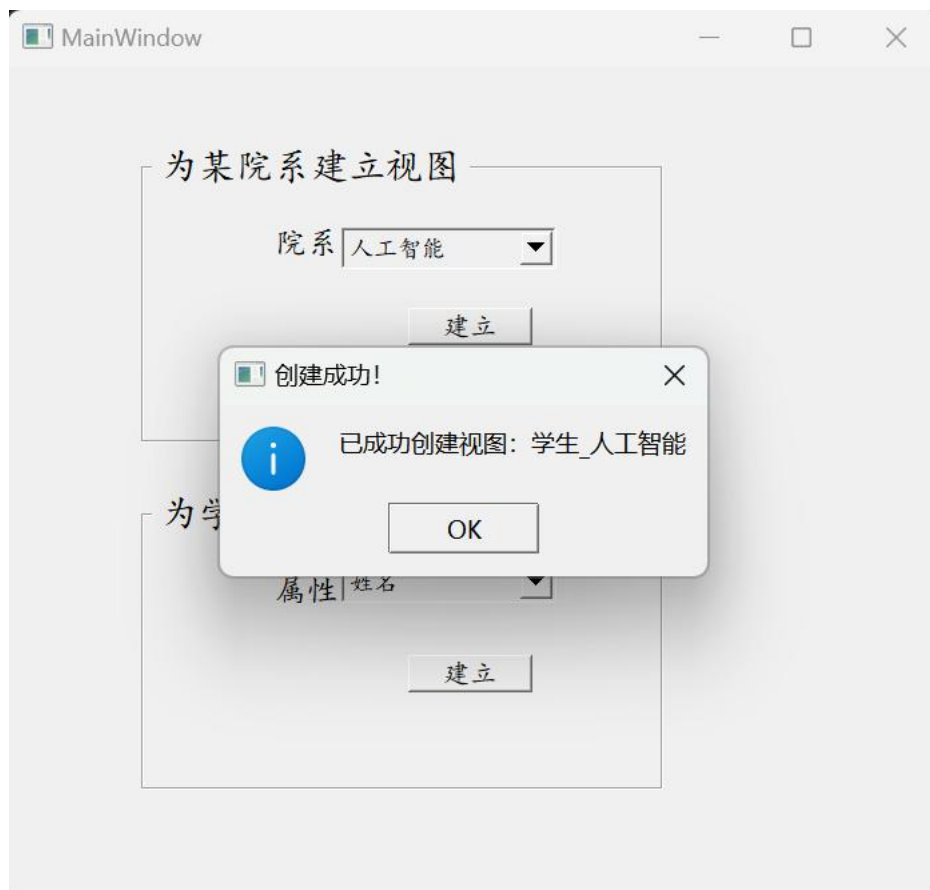 MainWindow
为某院系建立视图
院系 人工智能
建立
创建成功!
已成功创建视图：学生_人工智能
OK
为
属性 姓名
建立